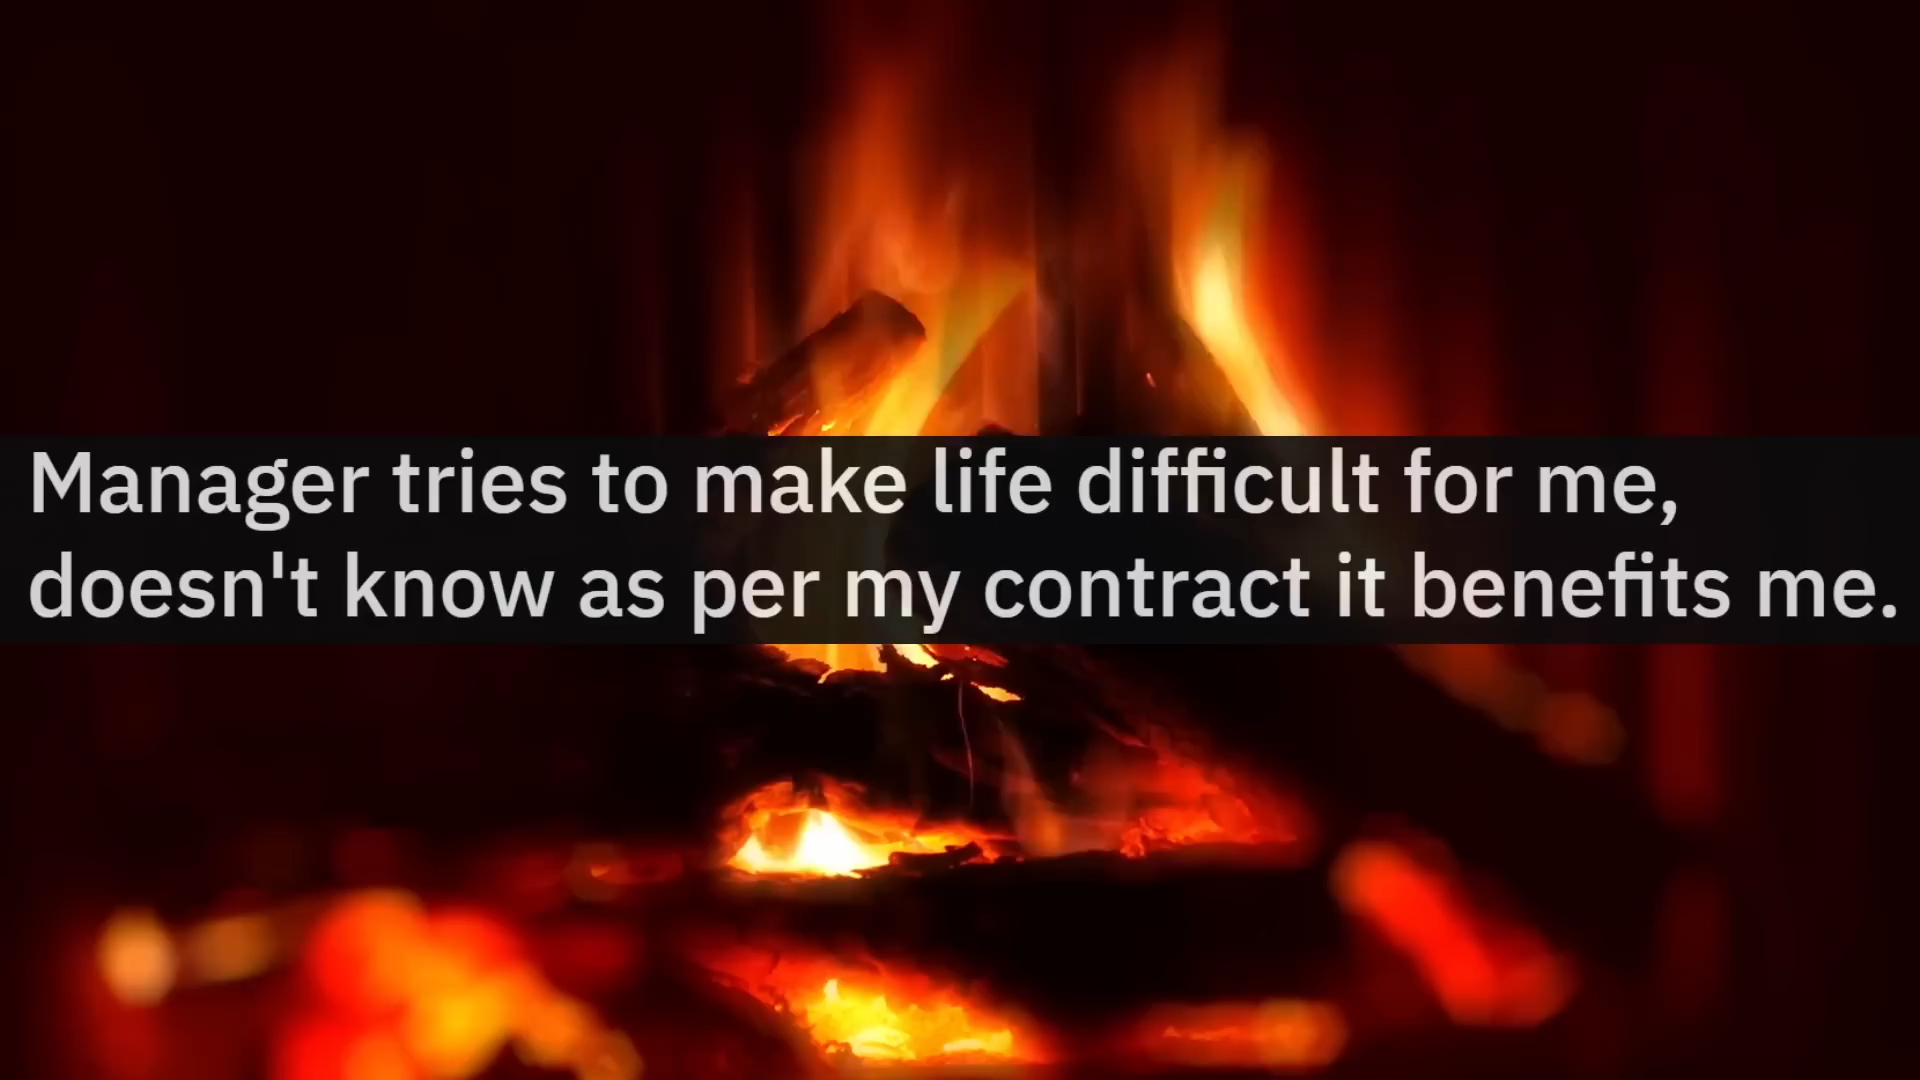 Manager tries to make life difficult for me,
doesn't know as per my contract it benefits me.